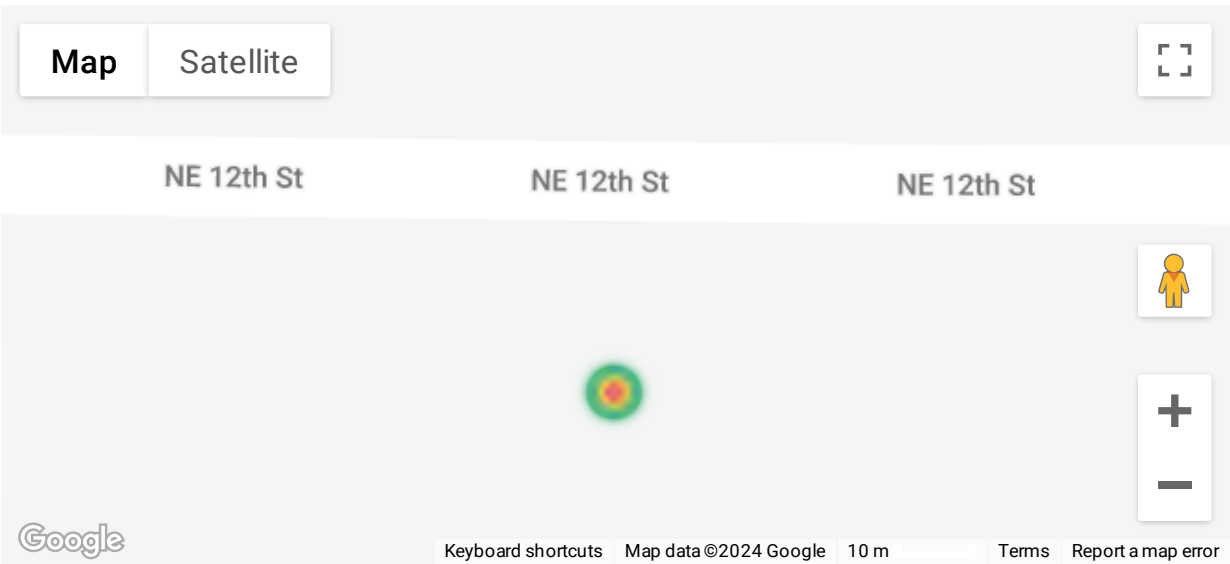 Map
Satellite
NE 12th St
NE 12th St
NE 12th St
Google
Keyboard shortcuts
Map data ©2024 Google
10 m
Terms
Report a map error